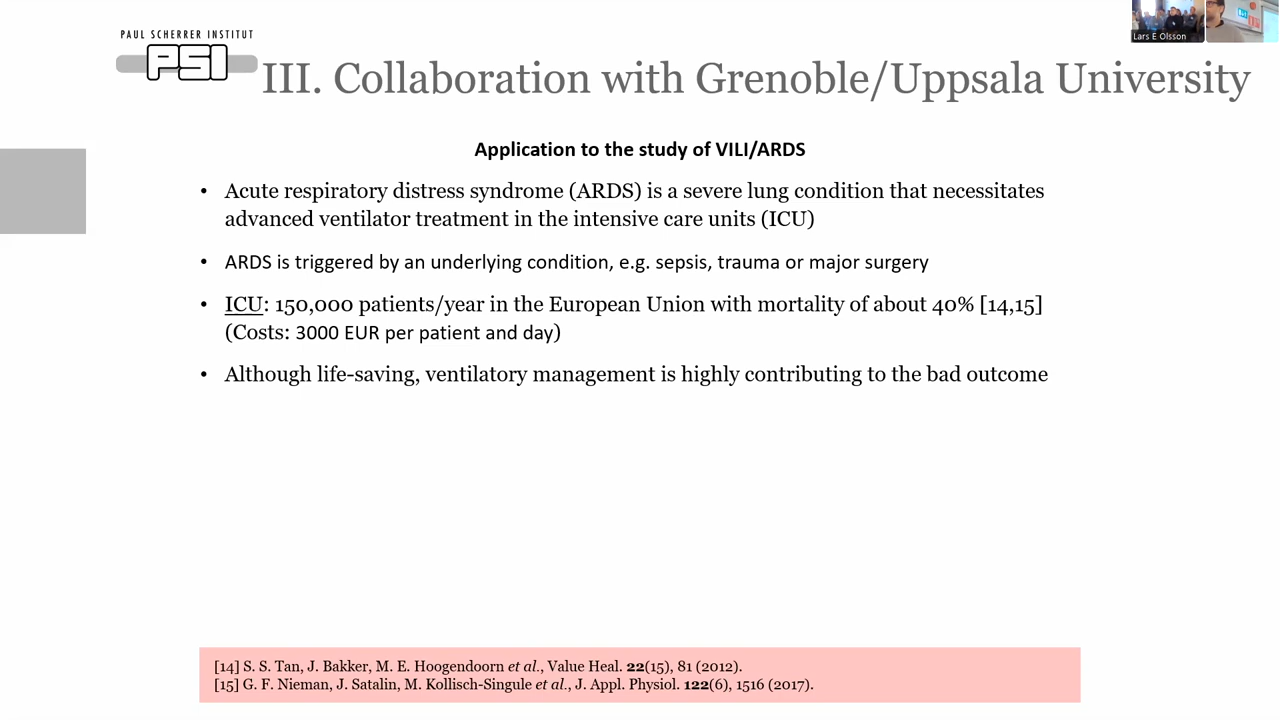 PAUL SCHERRER INSTITUT
PSI
Lars E Olsson
III. Collaboration with Grenoble/Uppsala University
Application to the study of VILI/ARDS
• Acute respiratory distress syndrome (ARDS) is a severe lung condition that necessitates
advanced ventilator treatment in the intensive care units (ICU)
• ARDS is triggered by an underlying condition, e.g. sepsis, trauma or major surgery
• ICU: 150,000 patients/year in the European Union with mortality of about 40% [14,15]
(Costs: 3000 EUR per patient and day)
• Although life-saving, ventilatory management is highly contributing to the bad outcome
[14] S. S. Tan, J. Bakker, M. E. Hoogendoorn et al., Value Heal. 22(15), 81 (2012).
[15] G. F. Nieman, J. Satalin, M. Kollisch-Singule et al., J. Appl. Physiol. 122(6), 1516 (2017).